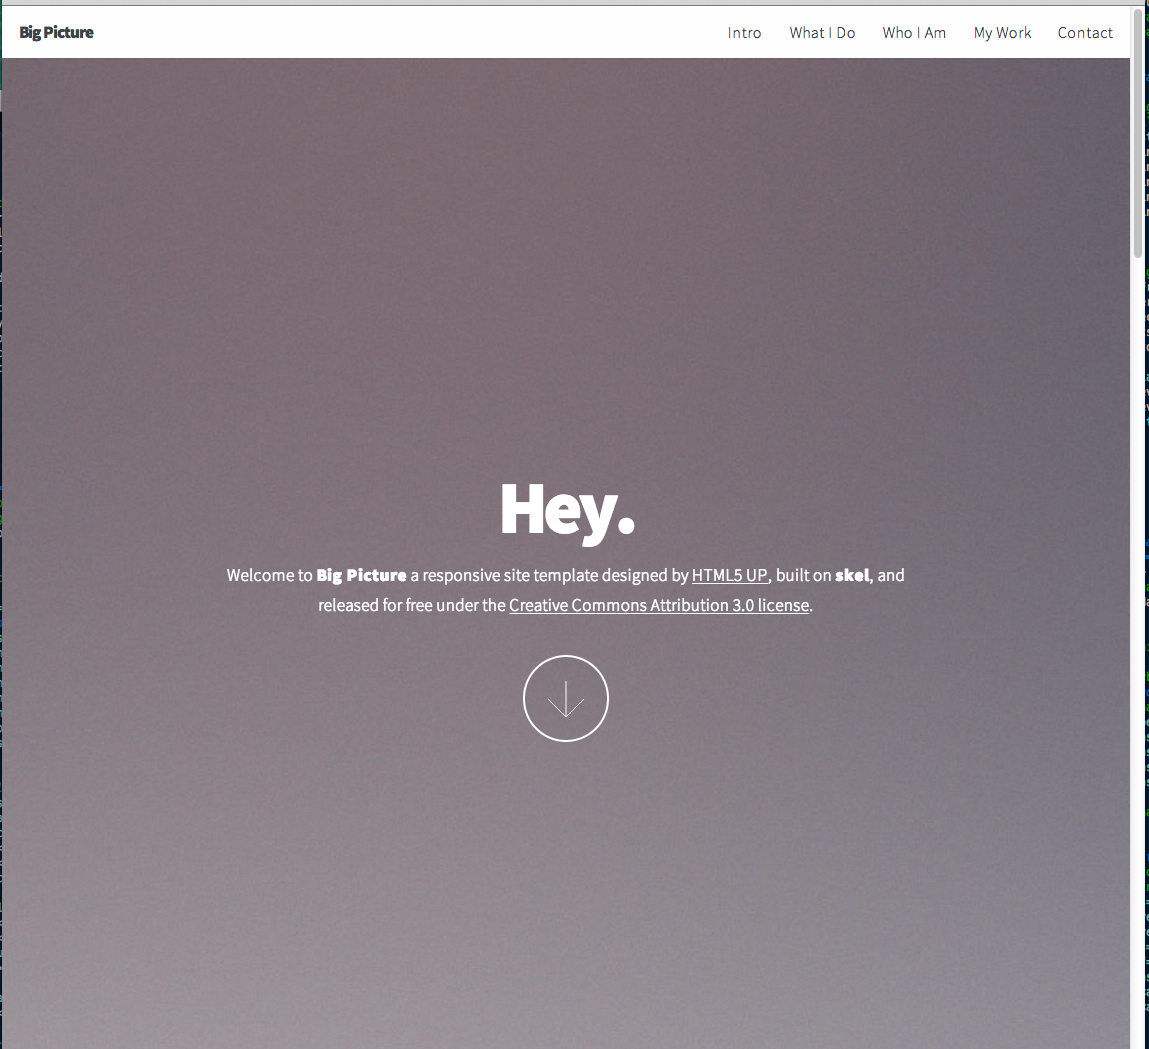 Big Picture
Intro What I Do Who I Am My Work Contact
Hey.
Welcome to Big Picture a responsive site template designed by HTML5 UP, built on skel, and
released for free under the Creative Commons Attribution 3.0 license.